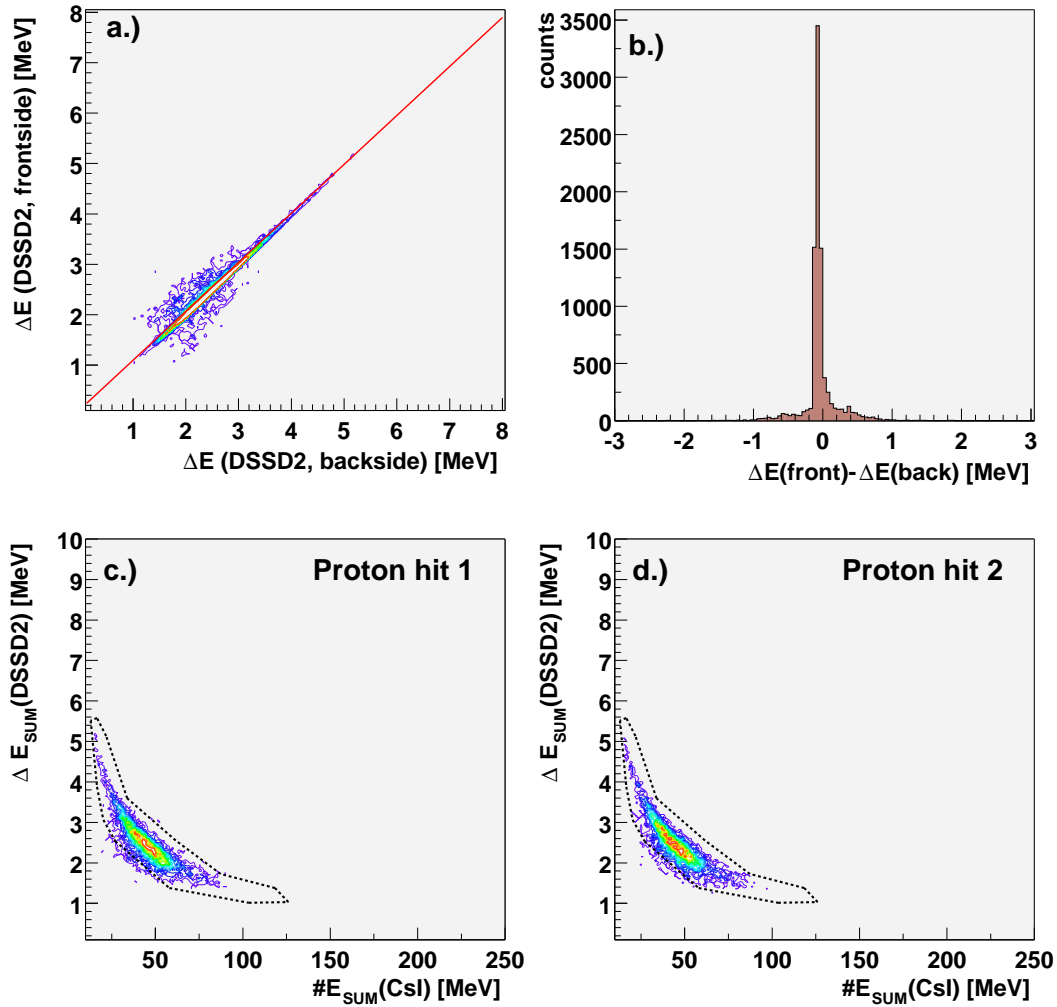 a.)
ΔE (DSSD2, frontside) [MeV]
8
7
6
5
4
3
2
1
1 2 3 4 5 6 7 8
ΔE (DSSD2, backside) [MeV]
b.)
counts
3500
3000
2500
2000
1500
1000
500
0
-3 -2 -1 0 1 2 3
ΔE(front)-ΔE(back) [MeV]
c.) Proton hit 1
Δ E_SUM(DSSD2) [MeV]
10
9
8
7
6
5
4
3
2
1
50 100 150 200 250
#E_SUM(CsI) [MeV]
d.) Proton hit 2
Δ E_SUM(DSSD2) [MeV]
10
9
8
7
6
5
4
3
2
1
50 100 150 200 250
#E_SUM(CsI) [MeV]